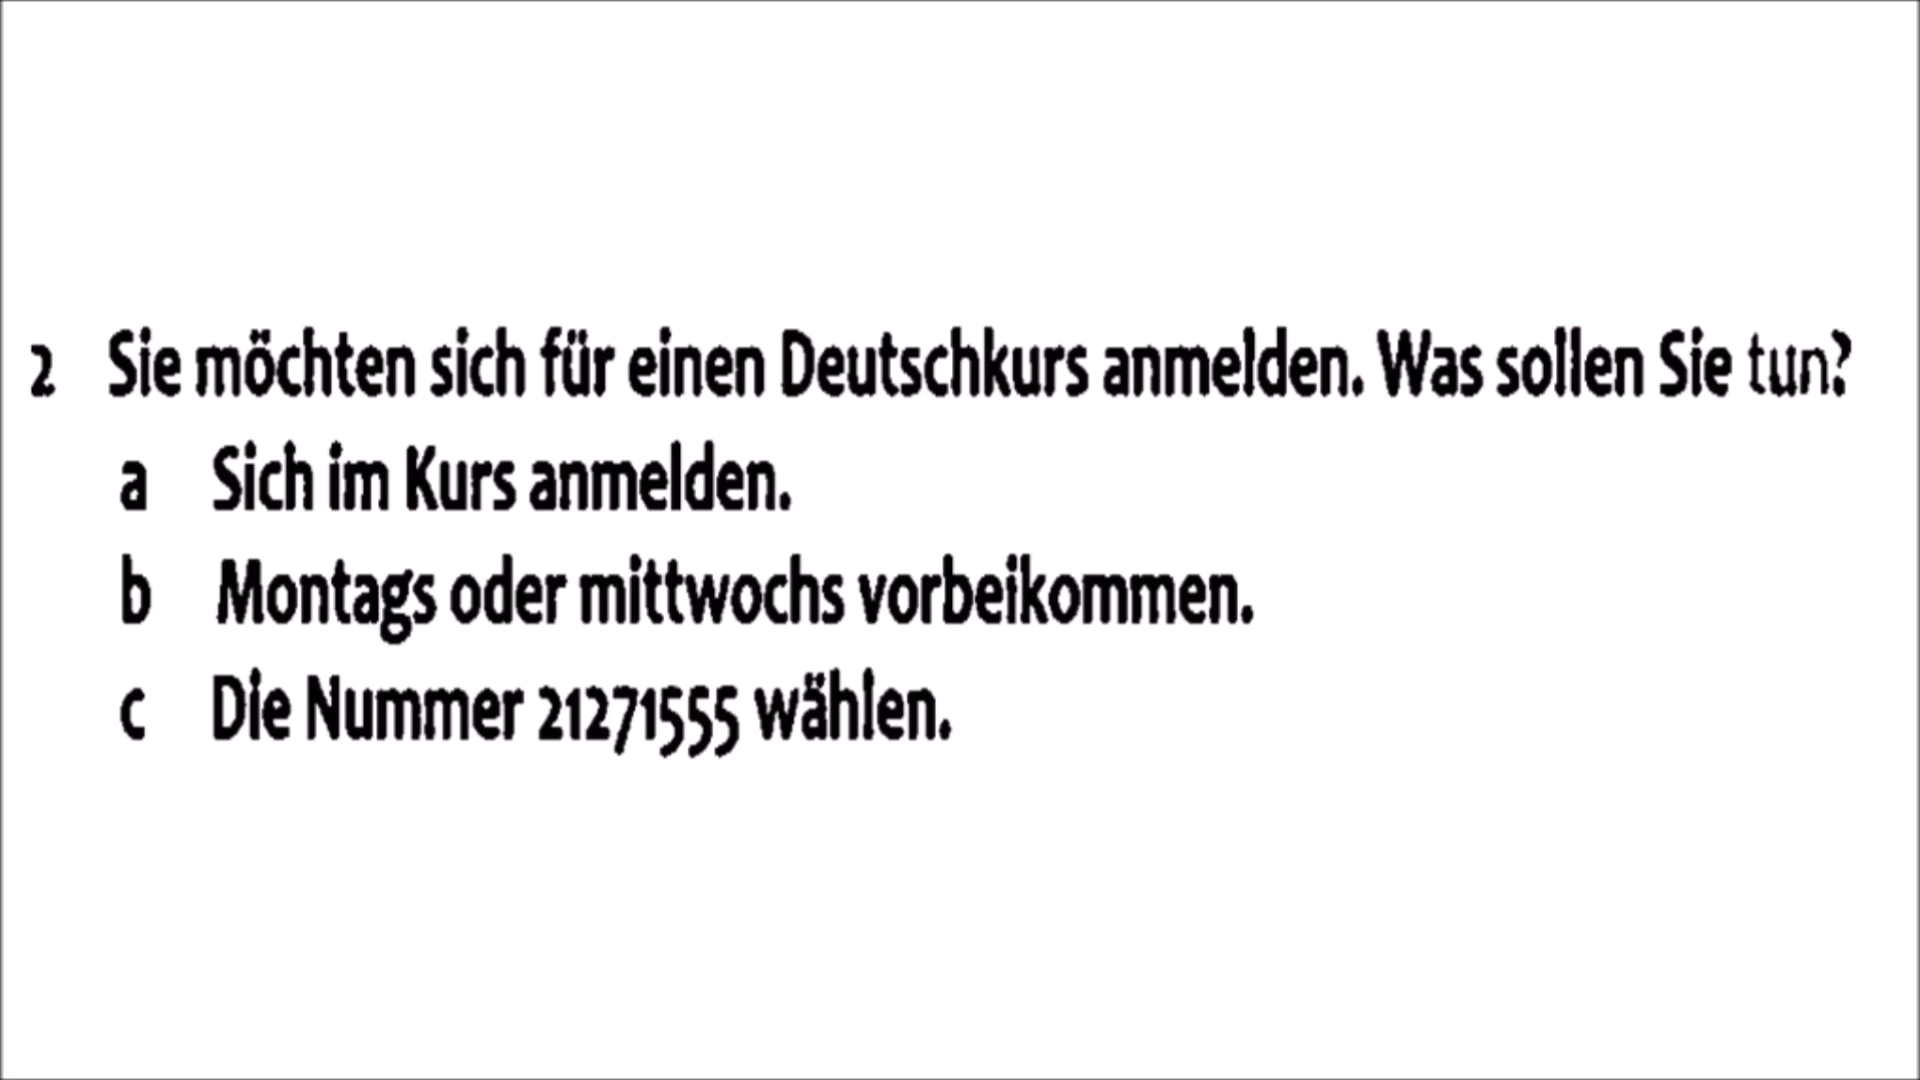 2 Sie möchten sich für einen Deutschkurs anmelden. Was sollen Sie tun?
a Sich im Kurs anmelden.
b Montags oder mittwochs vorbeikommen.
c Die Nummer 21271555 wählen.